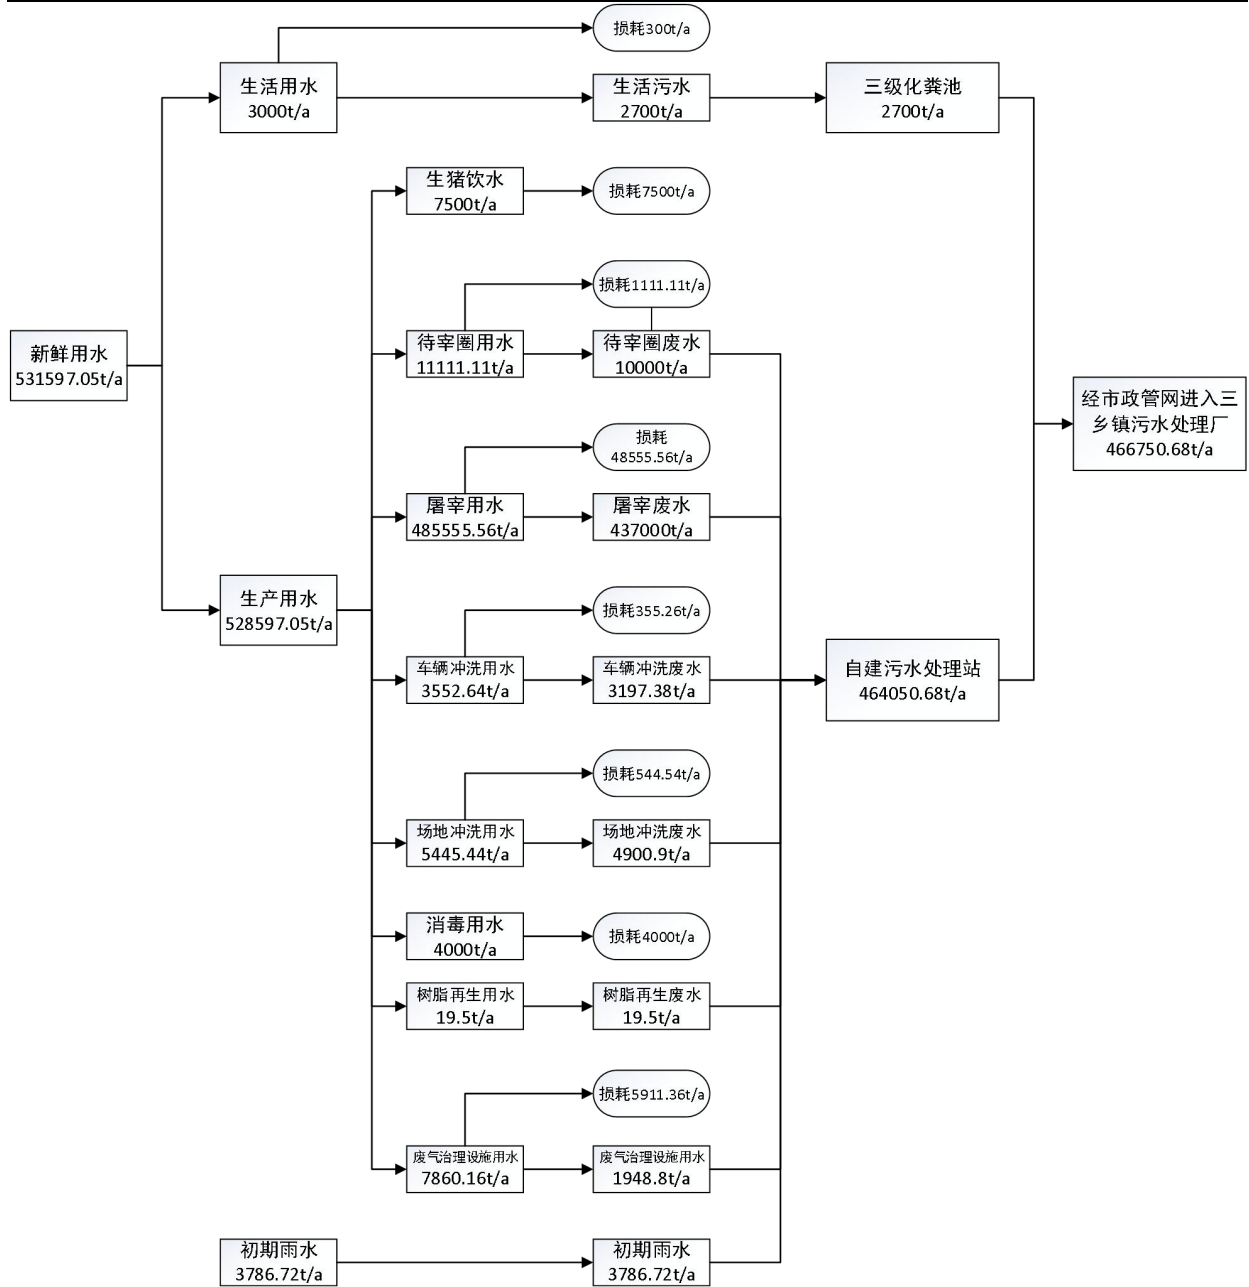 损耗300t/a
生活用水
3000t/a
生活污水
2700t/a
三级化粪池
2700t/a
生猪饮水
7500t/a
损耗7500t/a
损耗1111.11t/a
新鲜用水
531597.05t/a
待宰圈用水
11111.11t/a
待宰圈废水
10000t/a
经市政管网进入三
乡镇污水处理厂
466750.68t/a
损耗
48555.56t/a
屠宰用水
485555.56t/a
屠宰废水
437000t/a
生产用水
528597.05t/a
损耗355.26t/a
车辆冲洗用水
3552.64t/a
车辆冲洗废水
3197.38t/a
自建污水处理站
464050.68t/a
损耗544.54t/a
场地冲洗用水
5445.44t/a
场地冲洗废水
4900.9t/a
消毒用水
4000t/a
损耗4000t/a
树脂再生用水
19.5t/a
树脂再生废水
19.5t/a
损耗5911.36t/a
废气治理设施用水
7860.16t/a
废气治理设施用水
1948.8t/a
初期雨水
3786.72t/a
初期雨水
3786.72t/a